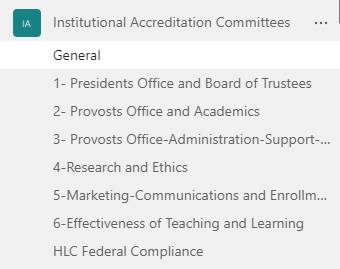 IA Institutional Accreditation Committees ...
General
1- Presidents Office and Board of Trustees
2- Provosts Office and Academics
3- Provosts Office-Administration-Support-...
4-Research and Ethics
5-Marketing-Communications and Enrollm...
6-Effectiveness of Teaching and Learning
HLC Federal Compliance